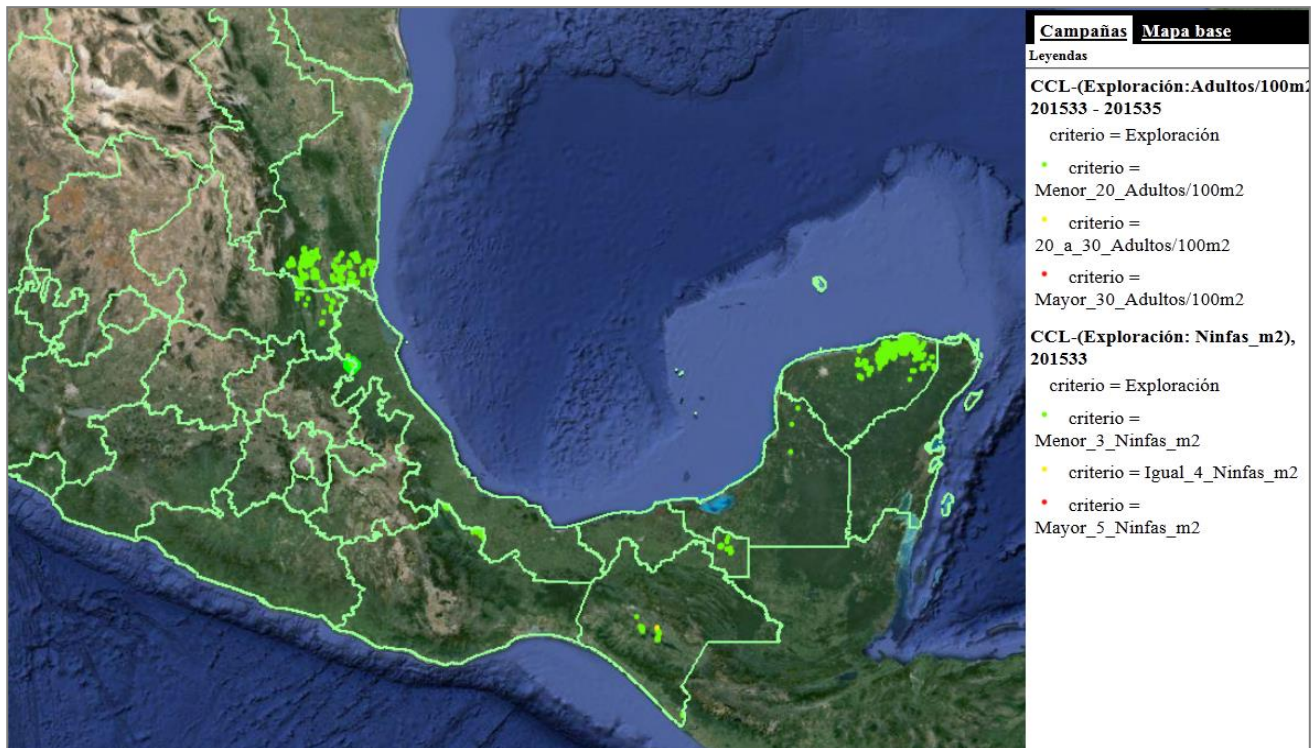 Campañas Mapa base
Leyendas
CCL-(Exploración:Adultos/100m2
201533 - 201535
criterio = Exploración
criterio =
Menor_20_Adultos/100m2
criterio =
20_a_30_Adultos/100m2
criterio =
Mayor_30_Adultos/100m2
CCL-(Exploración: Ninfas_m2),
201533
criterio = Exploración
criterio =
Menor_3_Ninfas_m2
criterio = Igual_4_Ninfas_m2
criterio =
Mayor_5_Ninfas_m2